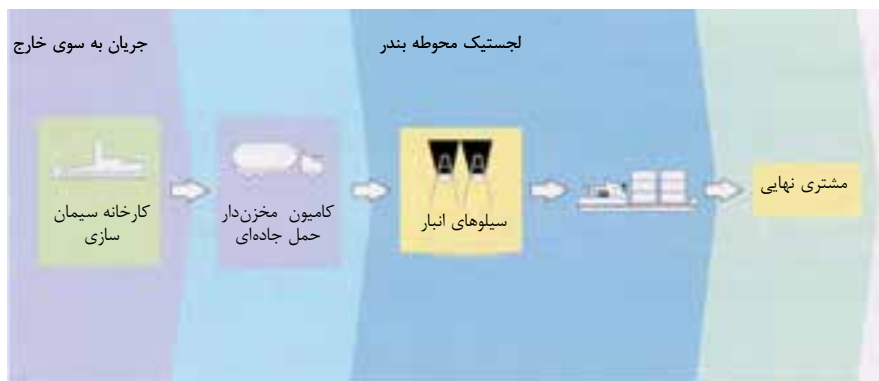 جریان به سوی خارج
لجستیک محوطه بندر
کارخانه سیمان
سازی
کامیون مخزن‌دار
حمل جاده‌ای
سیلوهای انبار
مشتری نهایی